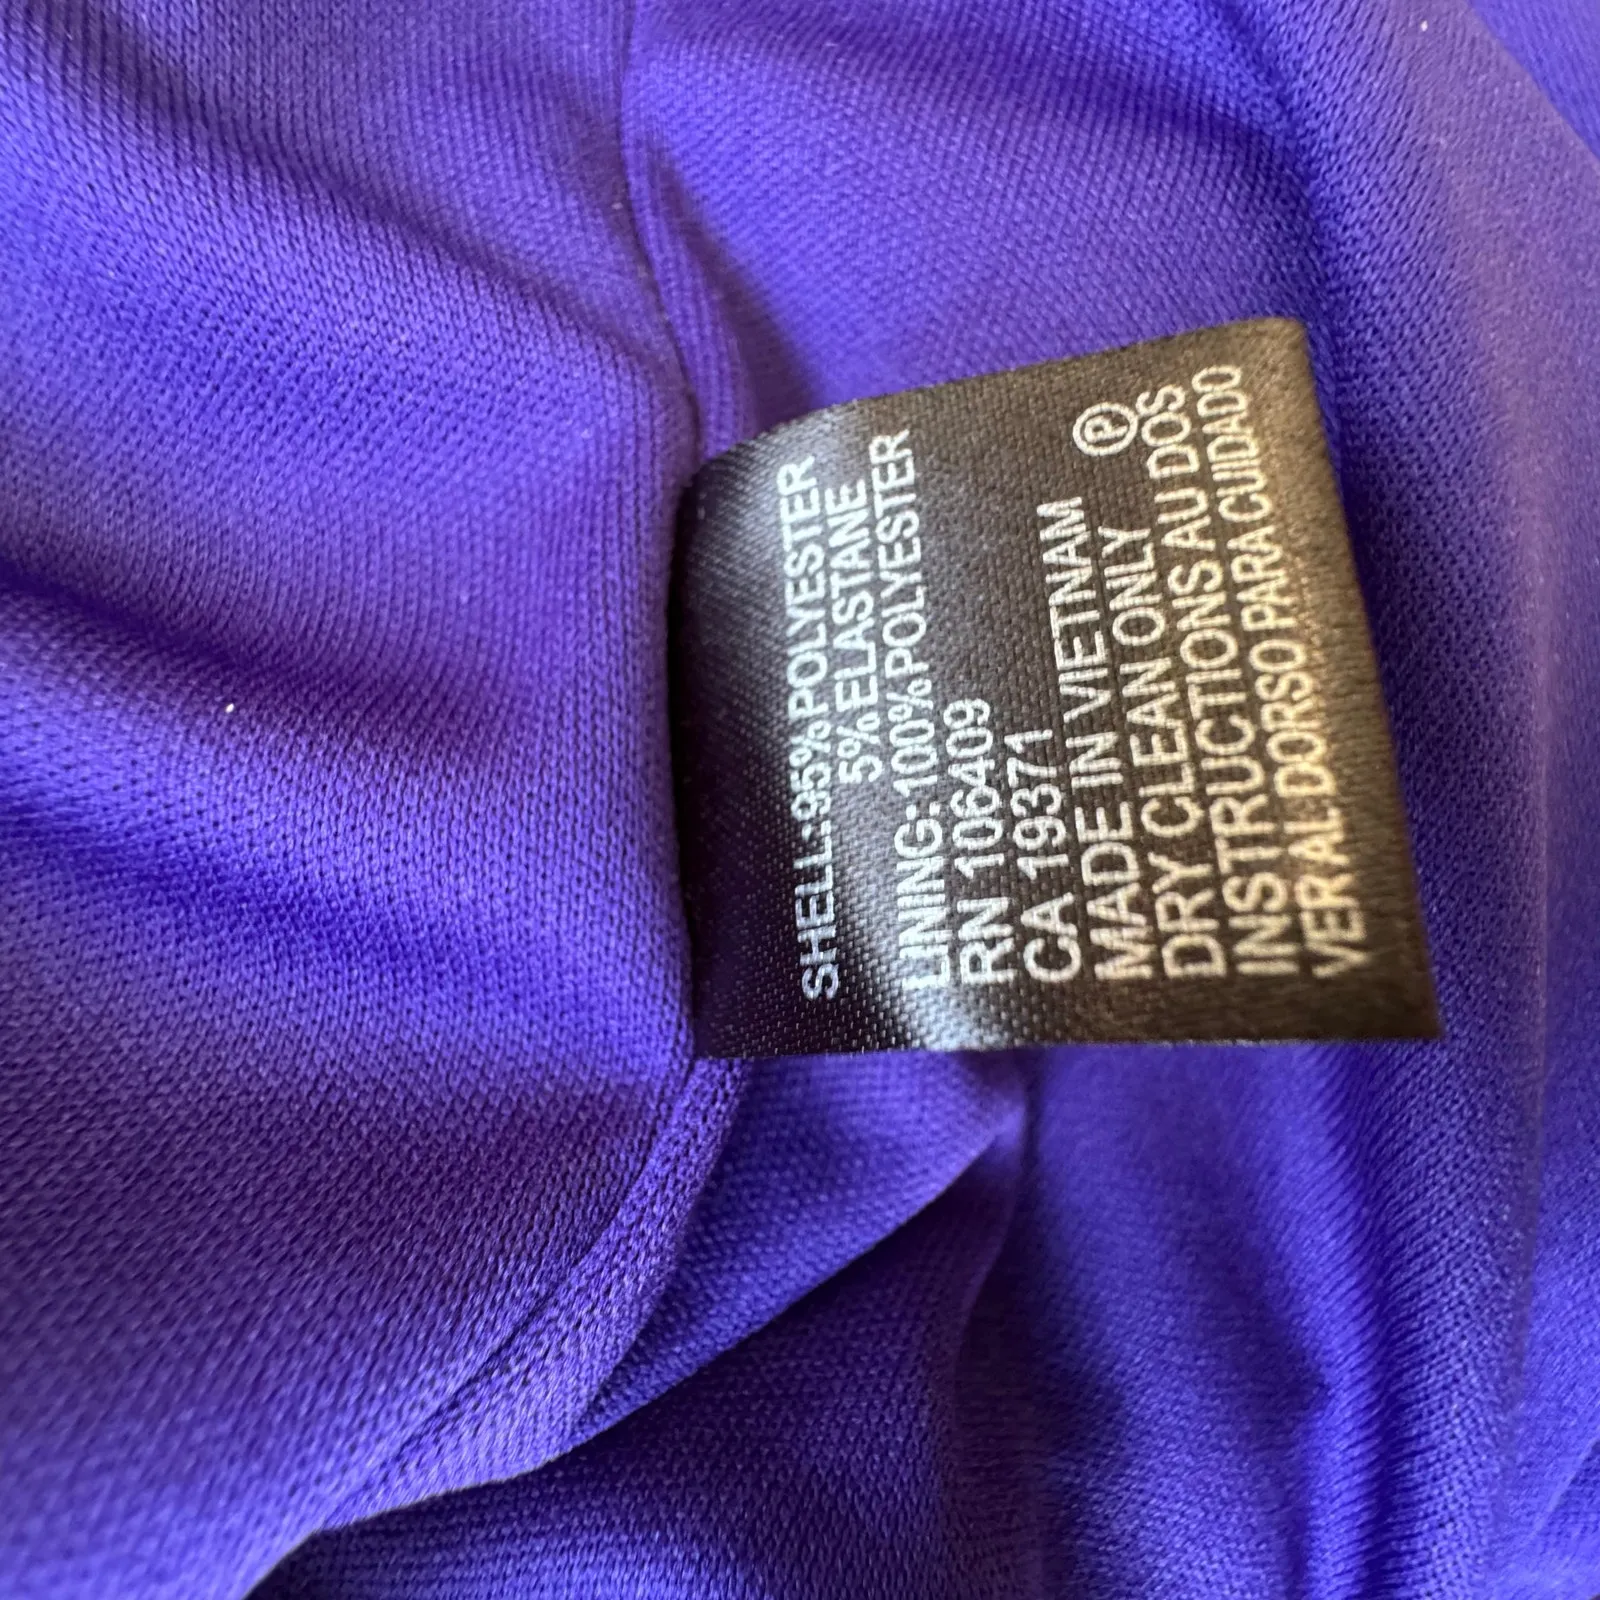 SHELL:95%POLYESTER
5% ELASTANE
LINING:100%POLYESTER
RN 106409
CA 19371
MADE IN VIETNAM
DRY CLEAN ONLY Ⓟ
INSTRUCTIONS AU DOS
VER AL DORSO PARA CUIDADO